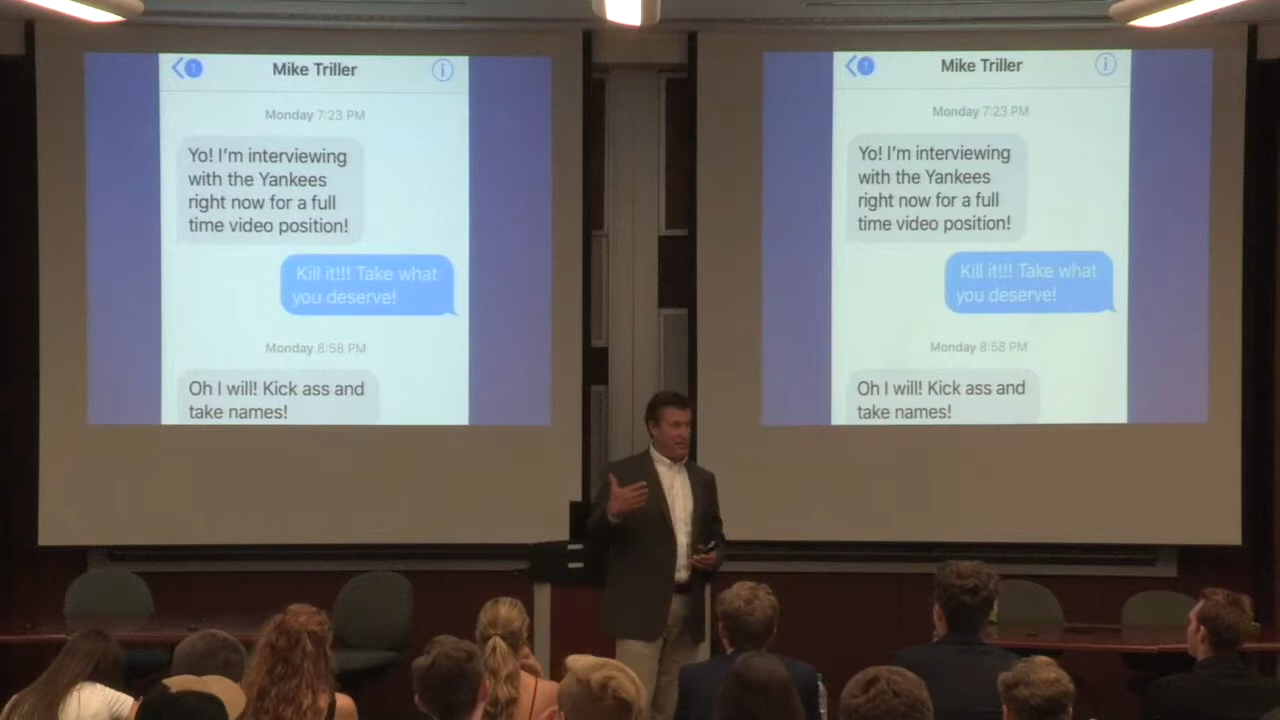 1 Mike Triller i
Monday 7:23 PM
Yo! I'm interviewing
with the Yankees
right now for a full
time video position!
Kill it!!! Take what
you deserve!
Monday 8:58 PM
Oh I will! Kick ass and
take names!
1 Mike Triller i
Monday 7:23 PM
Yo! I'm interviewing
with the Yankees
right now for a full
time video position!
Kill it!!! Take what
you deserve!
Monday 8:58 PM
Oh I will! Kick ass and
take names!